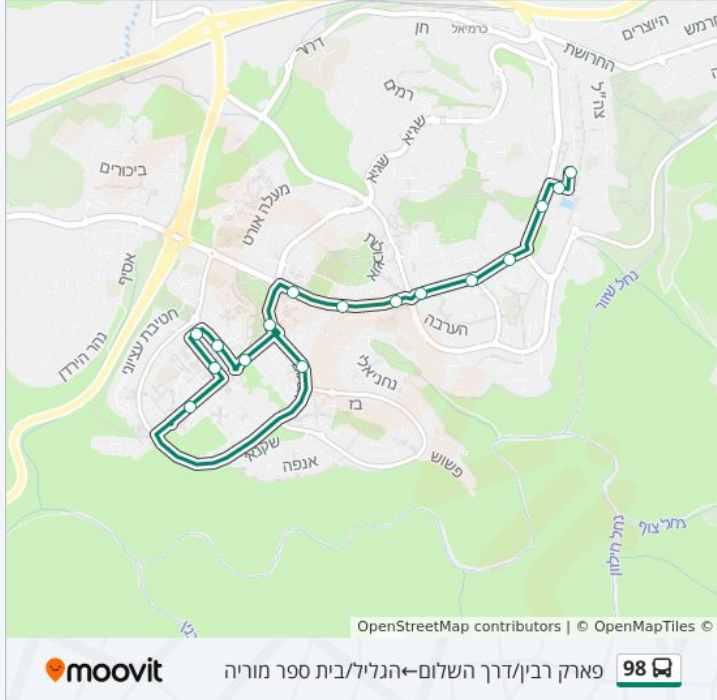 היוצרים
חן
כרמיאל
דרור
החרושת
רמים
צה"ל
שגיא
שגיא
ביכורים
מעלה אורט
אסיף
נחל שזור
חטיבת עציוני
הערבה
נהר הירדן
נחליאלי
בז
שקנאי
אנפה
פשוש
נחל צוף
נחל חילזון
OpenStreetMap contributors | © OpenMapTiles ©
98 פארק רבין/דרך השלום←הגליל/בית ספר מוריה
moovit